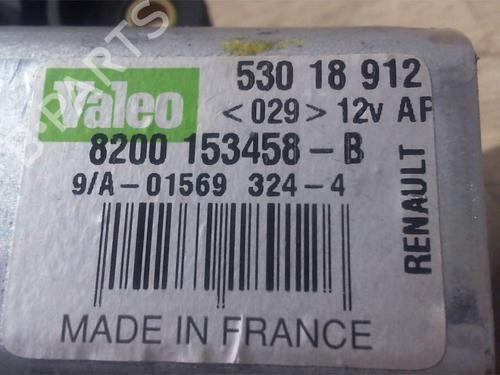 Valeo
530 18 912
<029> 12v AF
8200 153458-B
9/A-01569 324-4
RENAULT
MADE IN FRANCE